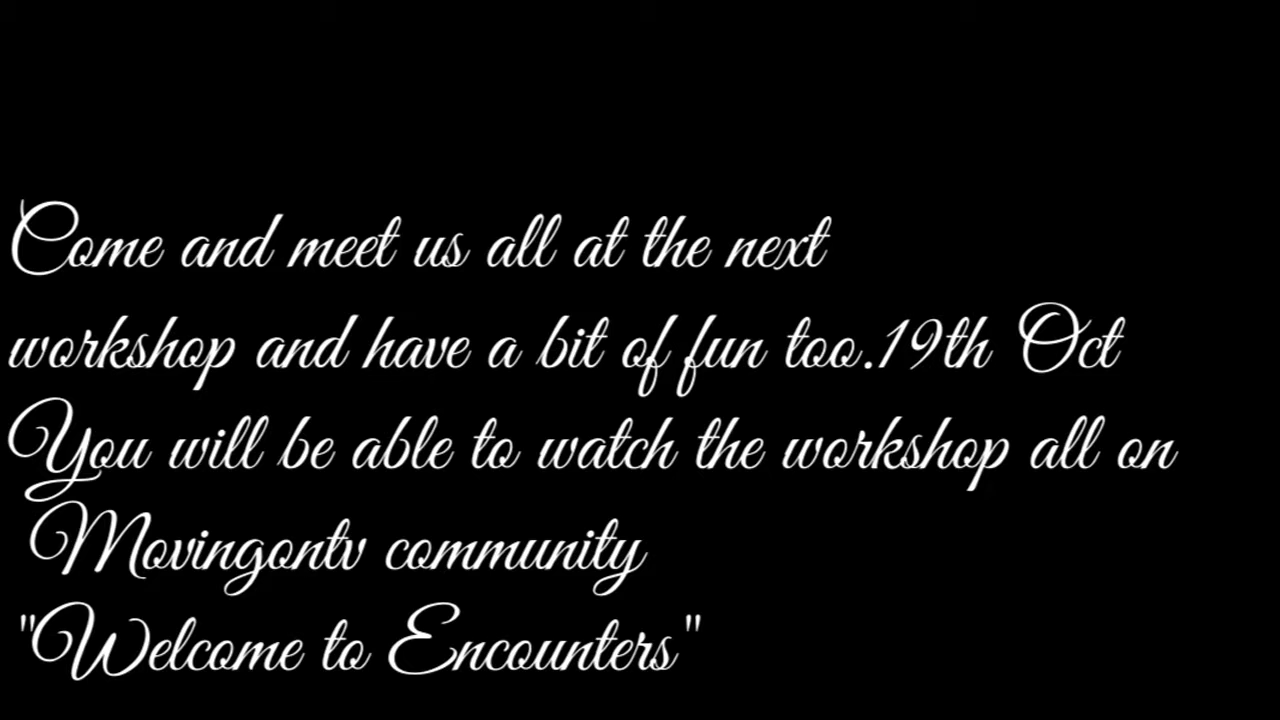 Come and meet us all at the next
workshop and have a bit of fun too.19th Oct
You will be able to watch the workshop all on
Movingontv community
"Welcome to Encounters"